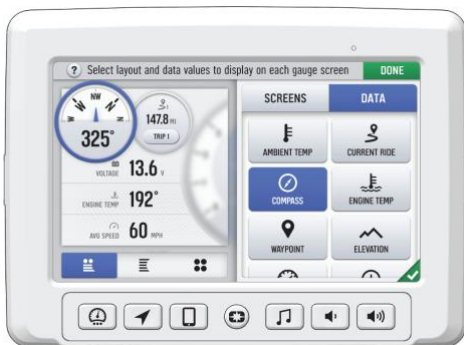 ? Select layout and data values to display on each gauge screen DONE
SCREENS DATA
NW
N
W
325°
147.8 MI
TRIP 1
VOLTAGE 13.6 V
ENGINE TEMP 192°
AVG SPEED 60 MPH
AMBIENT TEMP CURRENT RIDE
COMPASS ENGINE TEMP
WAYPOINT ELEVATION